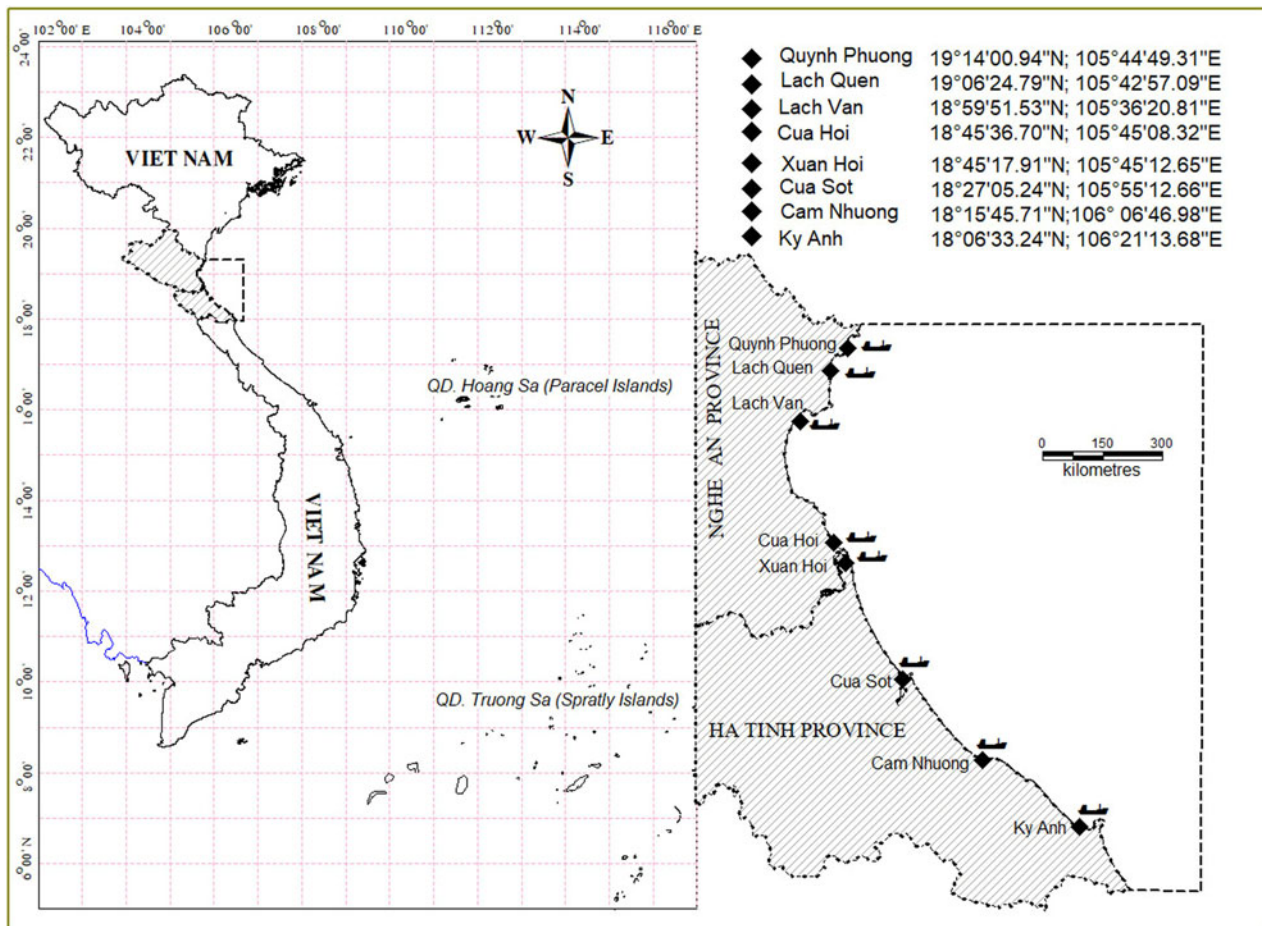 102°00' E 104°00' 106°00' 108°00' 110°00' 112°00' 114°00' 116°00' E
24°00'
22°00'
20°00'
18°00'
16°00'
14°00'
12°00'
10°00'
8°00'
6°00' N
VIET NAM
N
W E
S
QD. Hoang Sa (Paracel Islands)
VIET NAM
QD. Truong Sa (Spratly Islands)
Quynh Phuong 19°14'00.94"N; 105°44'49.31"E
Lach Quen 19°06'24.79"N; 105°42'57.09"E
Lach Van 18°59'51.53"N; 105°36'20.81"E
Cua Hoi 18°45'36.70"N; 105°45'08.32"E
Xuan Hoi 18°45'17.91"N; 105°45'12.65"E
Cua Sot 18°27'05.24"N; 105°55'12.66"E
Cam Nhuong 18°15'45.71"N;106° 06'46.98"E
Ky Anh 18°06'33.24"N; 106°21'13.68"E
NGHE AN PROVINCE
Quynh Phuong
Lach Quen
Lach Van
0 150 300
kilometres
Cua Hoi
Xuan Hoi
Cua Sot
HA TINH PROVINCE
Cam Nhuong
Ky Anh